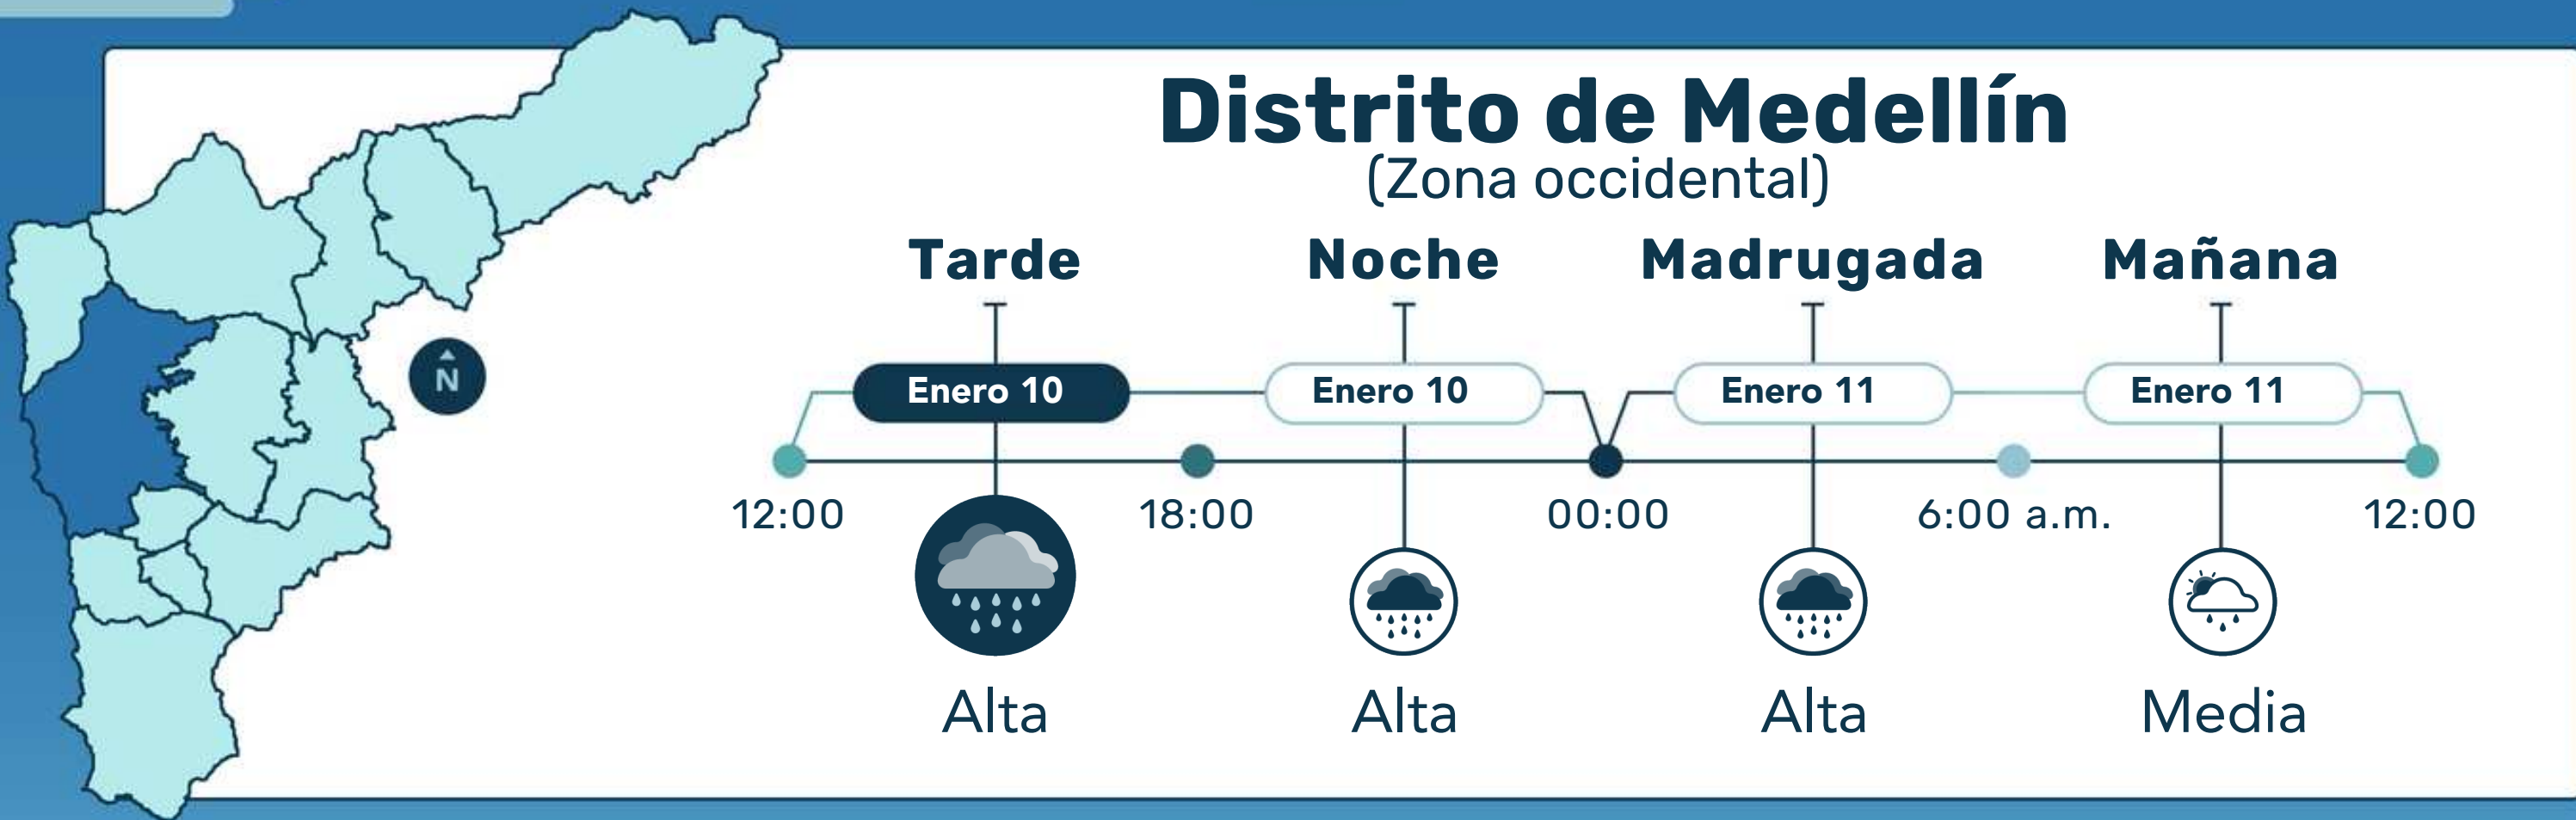 Distrito de Medellín
(Zona occidental)
Tarde Noche Madrugada Mañana
N
Enero 10 Enero 10 Enero 11 Enero 11
12:00 18:00 00:00 6:00 a.m. 12:00
Alta Alta Alta Media